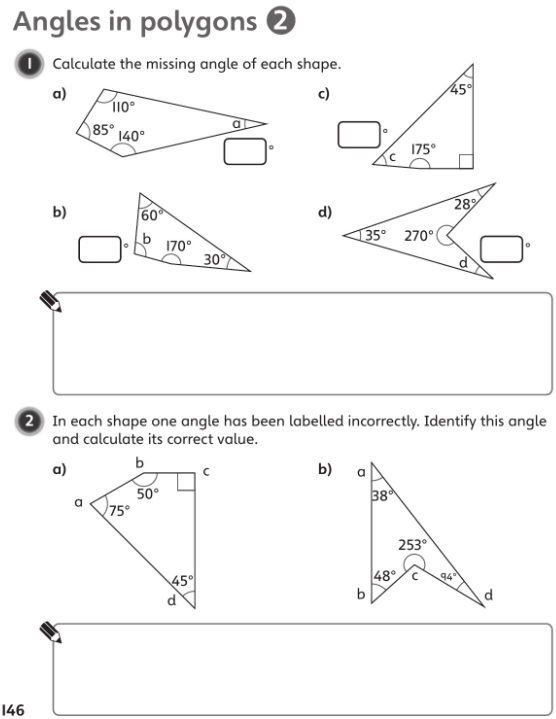 Angles in polygons 2
1 Calculate the missing angle of each shape.
a)
110°
85°
140°
a
°
c)
45°
°
c
175°
b)
60°
°
b
170°
30°
d)
28°
35°
270°
°
d
2 In each shape one angle has been labelled incorrectly. Identify this angle
and calculate its correct value.
a)
b
c
50°
a
75°
45°
d
b)
a
38°
253°
48°
c
94°
b
d
146